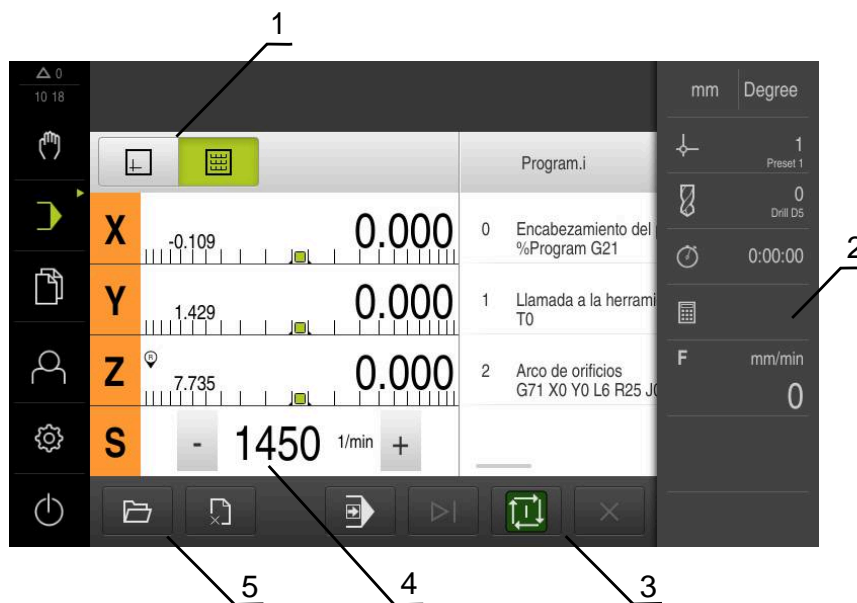 1
0
10 18
mm Degree
1
Preset 1
Program.i
0
Drill D5
X -0.109 0.000
0 Encabezamiento del
%Program G21
0:00:00
2
Y 1.429 0.000
1 Llamada a la herrami
T0
Z R 7.735 0.000
2 Arco de orificios
G71 X0 Y0 L6 R25
F mm/min
0
S - 1450 1/min +
5 4 3